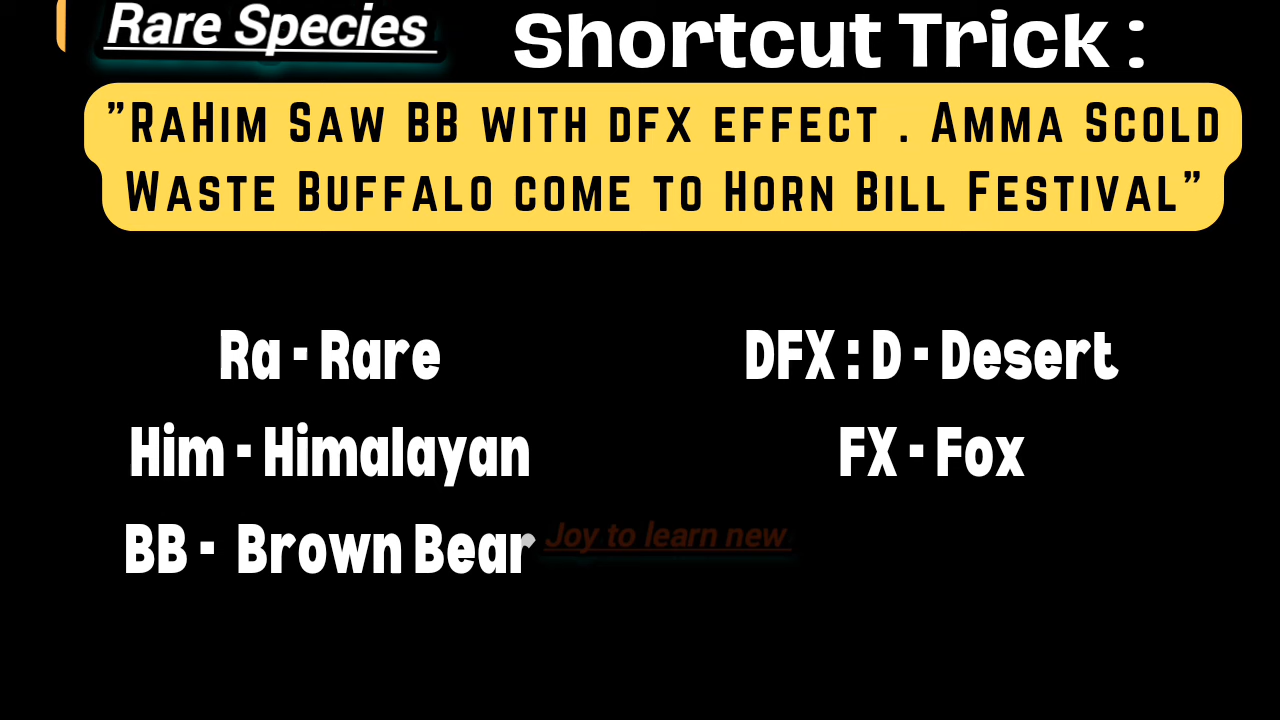 Rare Species
Shortcut Trick :
"RaHim Saw BB with dfx effect . Amma Scold
Waste Buffalo come to Horn Bill Festival"
Ra - Rare
Him - Himalayan
BB - Brown Bear
DFX : D - Desert
FX - Fox
Joy to learn new